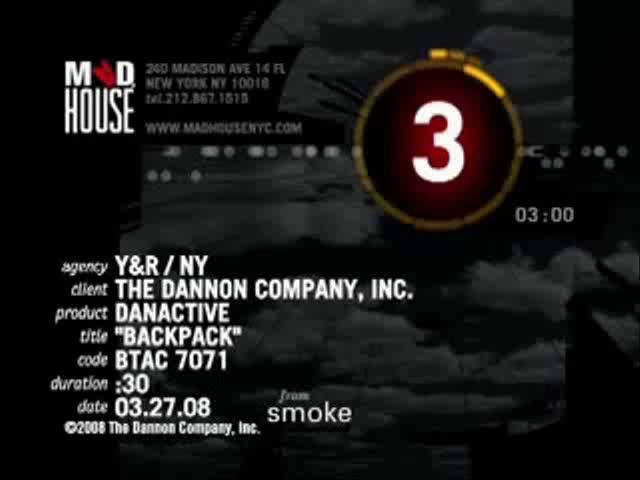 MAD
HOUSE
240 MADISON AVE 14 FL
NEW YORK NY 10016
tel.212.867.1515
WWW.MADHOUSENYC.COM
3
03:00
agency Y&R / NY
client THE DANNON COMPANY, INC.
product DANACTIVE
title "BACKPACK"
code BTAC 7071
duration :30
date 03.27.08
from
smoke
©2008 The Dannon Company, Inc.